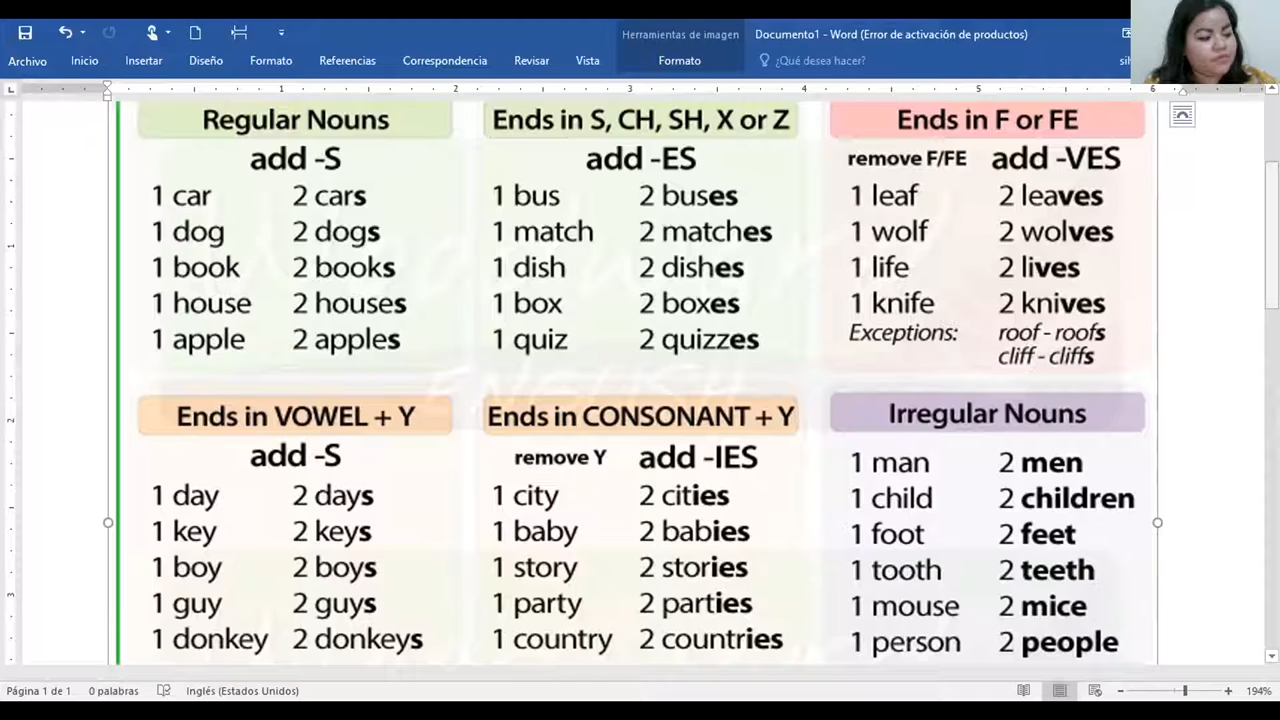 Herramientas de imagen
Documento1 - Word (Error de activación de productos)
Archivo Inicio Insertar Diseño Formato Referencias Correspondencia Revisar Vista Formato ¿Qué desea hacer?
1 2 3 4 5 6
Regular Nouns
add -S
1 car 2 cars
1 dog 2 dogs
1 book 2 books
1 house 2 houses
1 apple 2 apples
Ends in S, CH, SH, X or Z
add -ES
1 bus 2 buses
1 match 2 matches
1 dish 2 dishes
1 box 2 boxes
1 quiz 2 quizzes
Ends in F or FE
remove F/FE add -VES
1 leaf 2 leaves
1 wolf 2 wolves
1 life 2 lives
1 knife 2 knives
Exceptions: roof - roofs
cliff - cliffs
Ends in VOWEL + Y
add -S
1 day 2 days
1 key 2 keys
1 boy 2 boys
1 guy 2 guys
1 donkey 2 donkeys
Ends in CONSONANT + Y
remove Y add -IES
1 city 2 cities
1 baby 2 babies
1 story 2 stories
1 party 2 parties
1 country 2 countries
Irregular Nouns
1 man 2 men
1 child 2 children
1 foot 2 feet
1 tooth 2 teeth
1 mouse 2 mice
1 person 2 people
Página 1 de 1 0 palabras Inglés (Estados Unidos) 194%